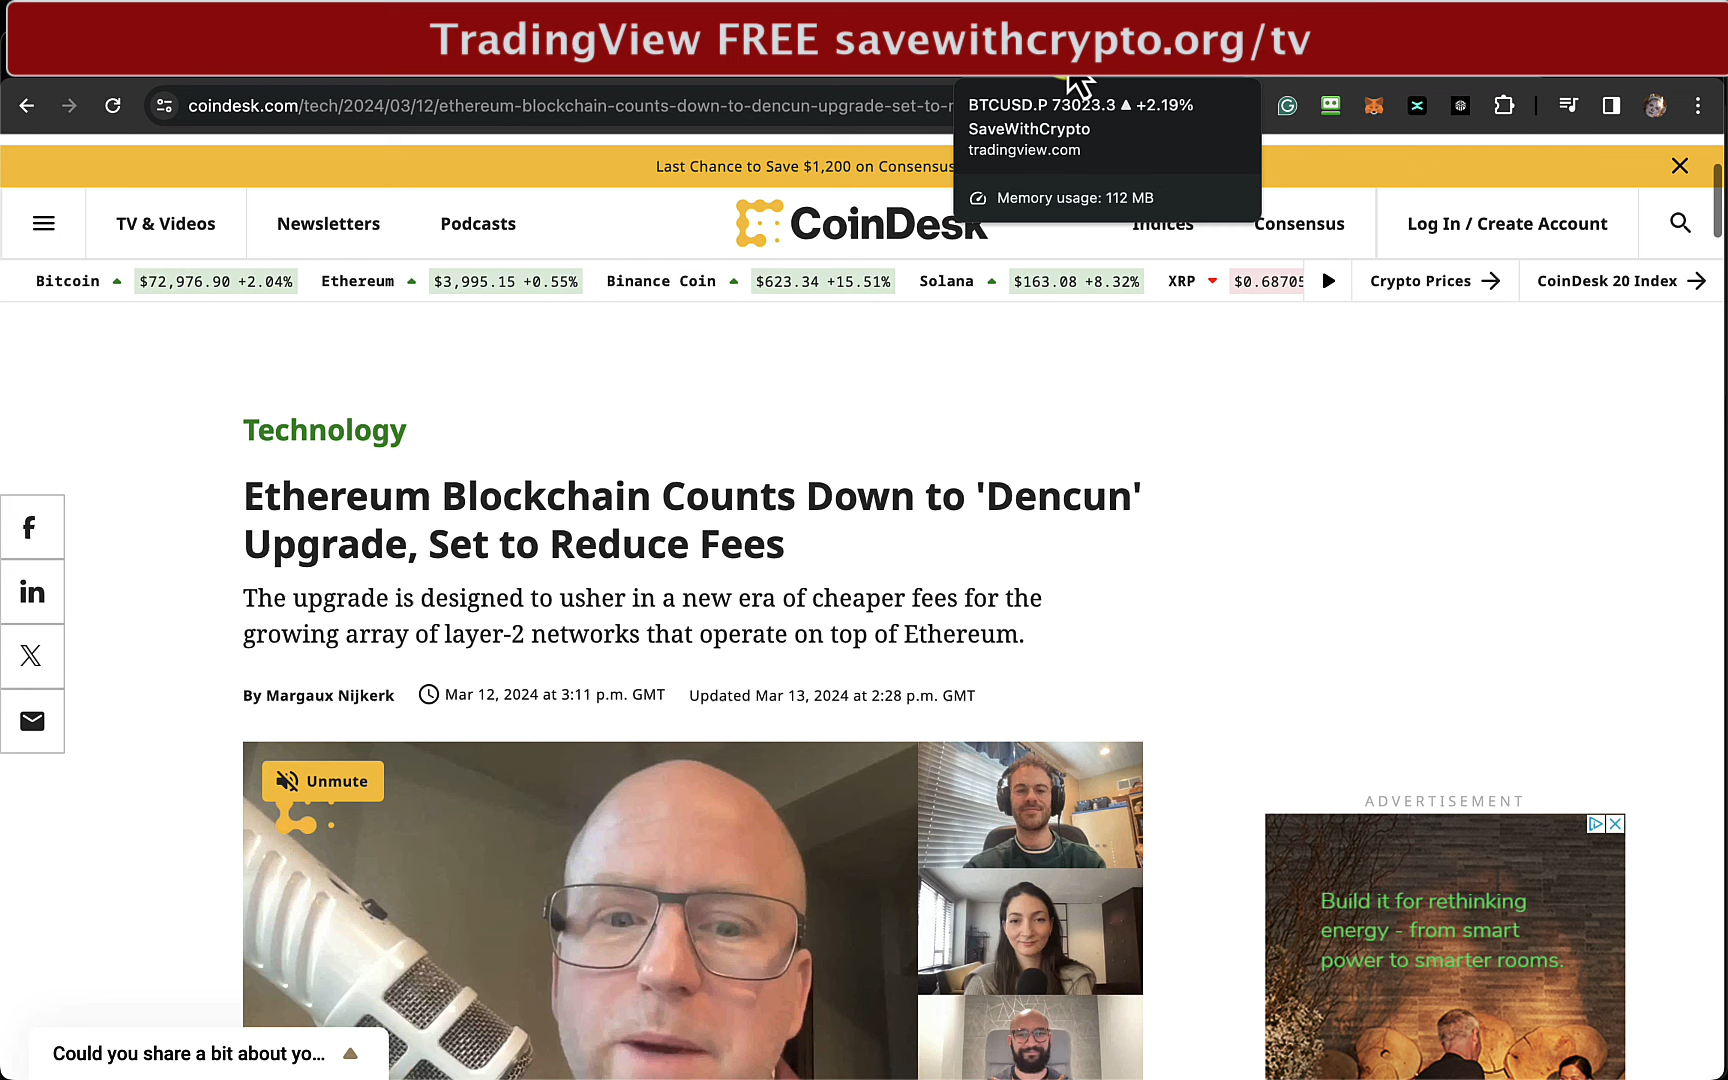 TradingView FREE savewithcrypto.org/tv
coindesk.com/tech/2024/03/12/ethereum-blockchain-counts-down-to-dencun-upgrade-set-to-r
BTCUSD.P 73023.3 ▲ +2.19%
SaveWithCrypto
tradingview.com
Memory usage: 112 MB
Last Chance to Save $1,200 on Consensus
TV & Videos
Newsletters
Podcasts
CoinDesk
Indices
Consensus
Log In / Create Account
Bitcoin ▲ $72,976.90 +2.04% Ethereum ▲ $3,995.15 +0.55% Binance Coin ▲ $623.34 +15.51% Solana ▲ $163.08 +8.32% XRP ▼ $0.68705
Crypto Prices →
CoinDesk 20 Index →
Technology
Ethereum Blockchain Counts Down to 'Dencun'
Upgrade, Set to Reduce Fees
The upgrade is designed to usher in a new era of cheaper fees for the
growing array of layer-2 networks that operate on top of Ethereum.
By Margaux Nijkerk Mar 12, 2024 at 3:11 p.m. GMT Updated Mar 13, 2024 at 2:28 p.m. GMT
f
in
X
Unmute
ADVERTISEMENT
Build it for rethinking
energy - from smart
power to smarter rooms.
Could you share a bit about yo...